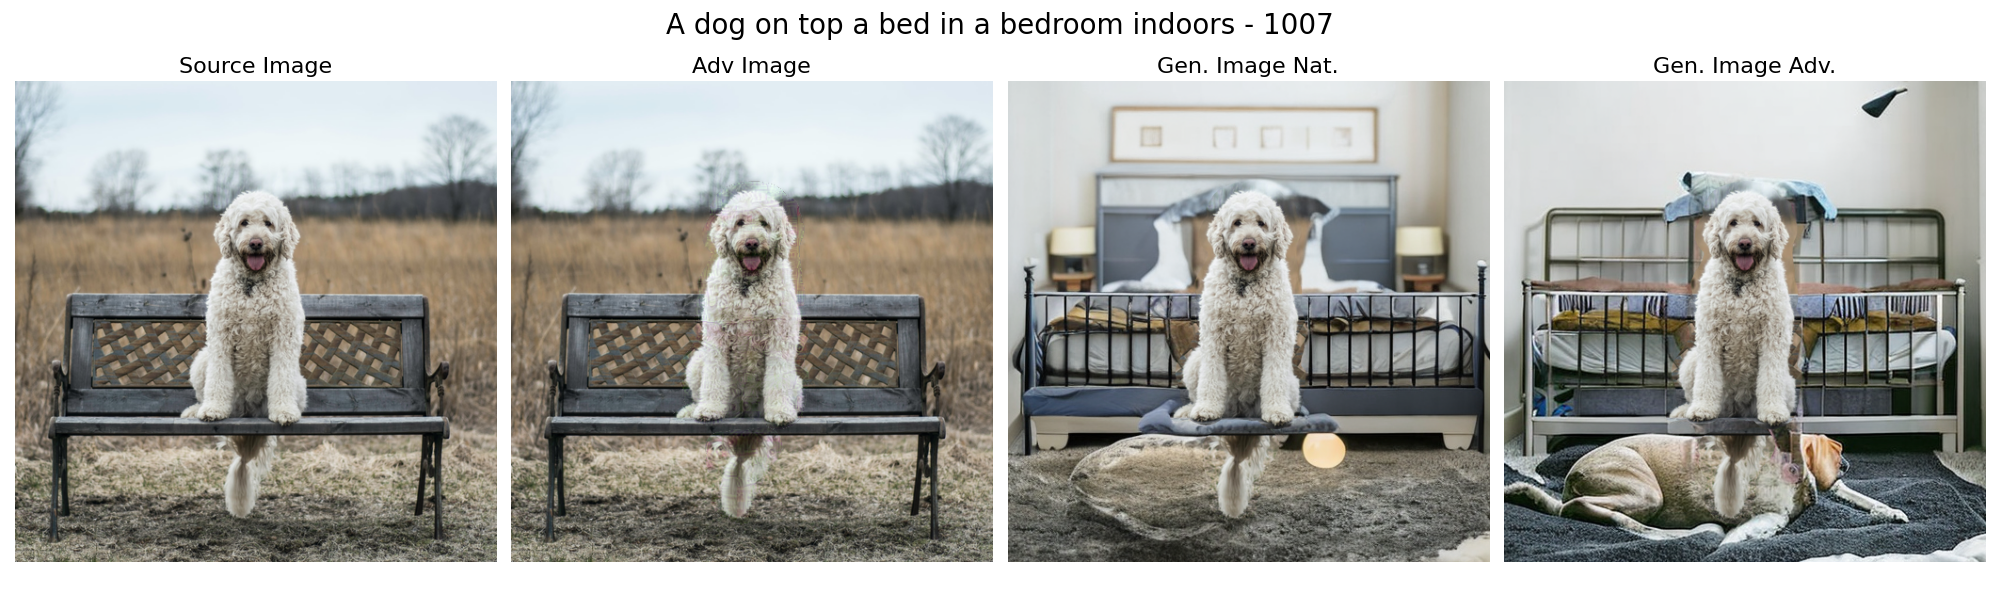 A dog on top a bed in a bedroom indoors - 1007
Source Image
Adv Image
Gen. Image Nat.
Gen. Image Adv.